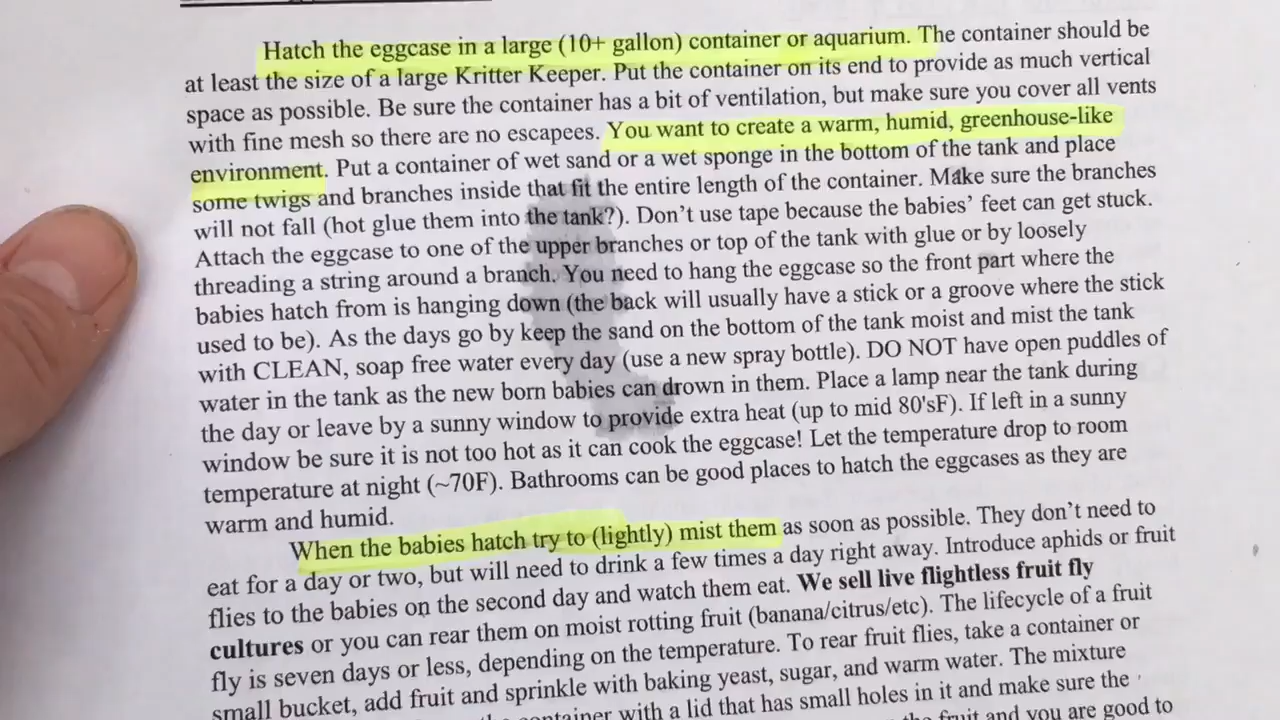 Hatch the eggcase in a large (10+ gallon) container or aquarium. The container should be
at least the size of a large Kritter Keeper. Put the container on its end to provide as much vertical
space as possible. Be sure the container has a bit of ventilation, but make sure you cover all vents
with fine mesh so there are no escapees. You want to create a warm, humid, greenhouse-like
environment. Put a container of wet sand or a wet sponge in the bottom of the tank and place
some twigs and branches inside that fit the entire length of the container. Make sure the branches
will not fall (hot glue them into the tank?). Don't use tape because the babies' feet can get stuck.
Attach the eggcase to one of the upper branches or top of the tank with glue or by loosely
threading a string around a branch. You need to hang the eggcase so the front part where the
babies hatch from is hanging down (the back will usually have a stick or a groove where the stick
used to be). As the days go by keep the sand on the bottom of the tank moist and mist the tank
with CLEAN, soap free water every day (use a new spray bottle). DO NOT have open puddles of
water in the tank as the new born babies can drown in them. Place a lamp near the tank during
the day or leave by a sunny window to provide extra heat (up to mid 80'sF). If left in a sunny
window be sure it is not too hot as it can cook the eggcase! Let the temperature drop to room
temperature at night (~70F). Bathrooms can be good places to hatch the eggcases as they are
warm and humid.
When the babies hatch try to (lightly) mist them as soon as possible. They don't need to
eat for a day or two, but will need to drink a few times a day right away. Introduce aphids or fruit
flies to the babies on the second day and watch them eat. We sell live flightless fruit fly
cultures or you can rear them on moist rotting fruit (banana/citrus/etc). The lifecycle of a fruit
fly is seven days or less, depending on the temperature. To rear fruit flies, take a container or
small bucket, add fruit and sprinkle with baking yeast, sugar, and warm water. The mixture
container with a lid that has small holes in it and make sure the
the fruit and you are good to